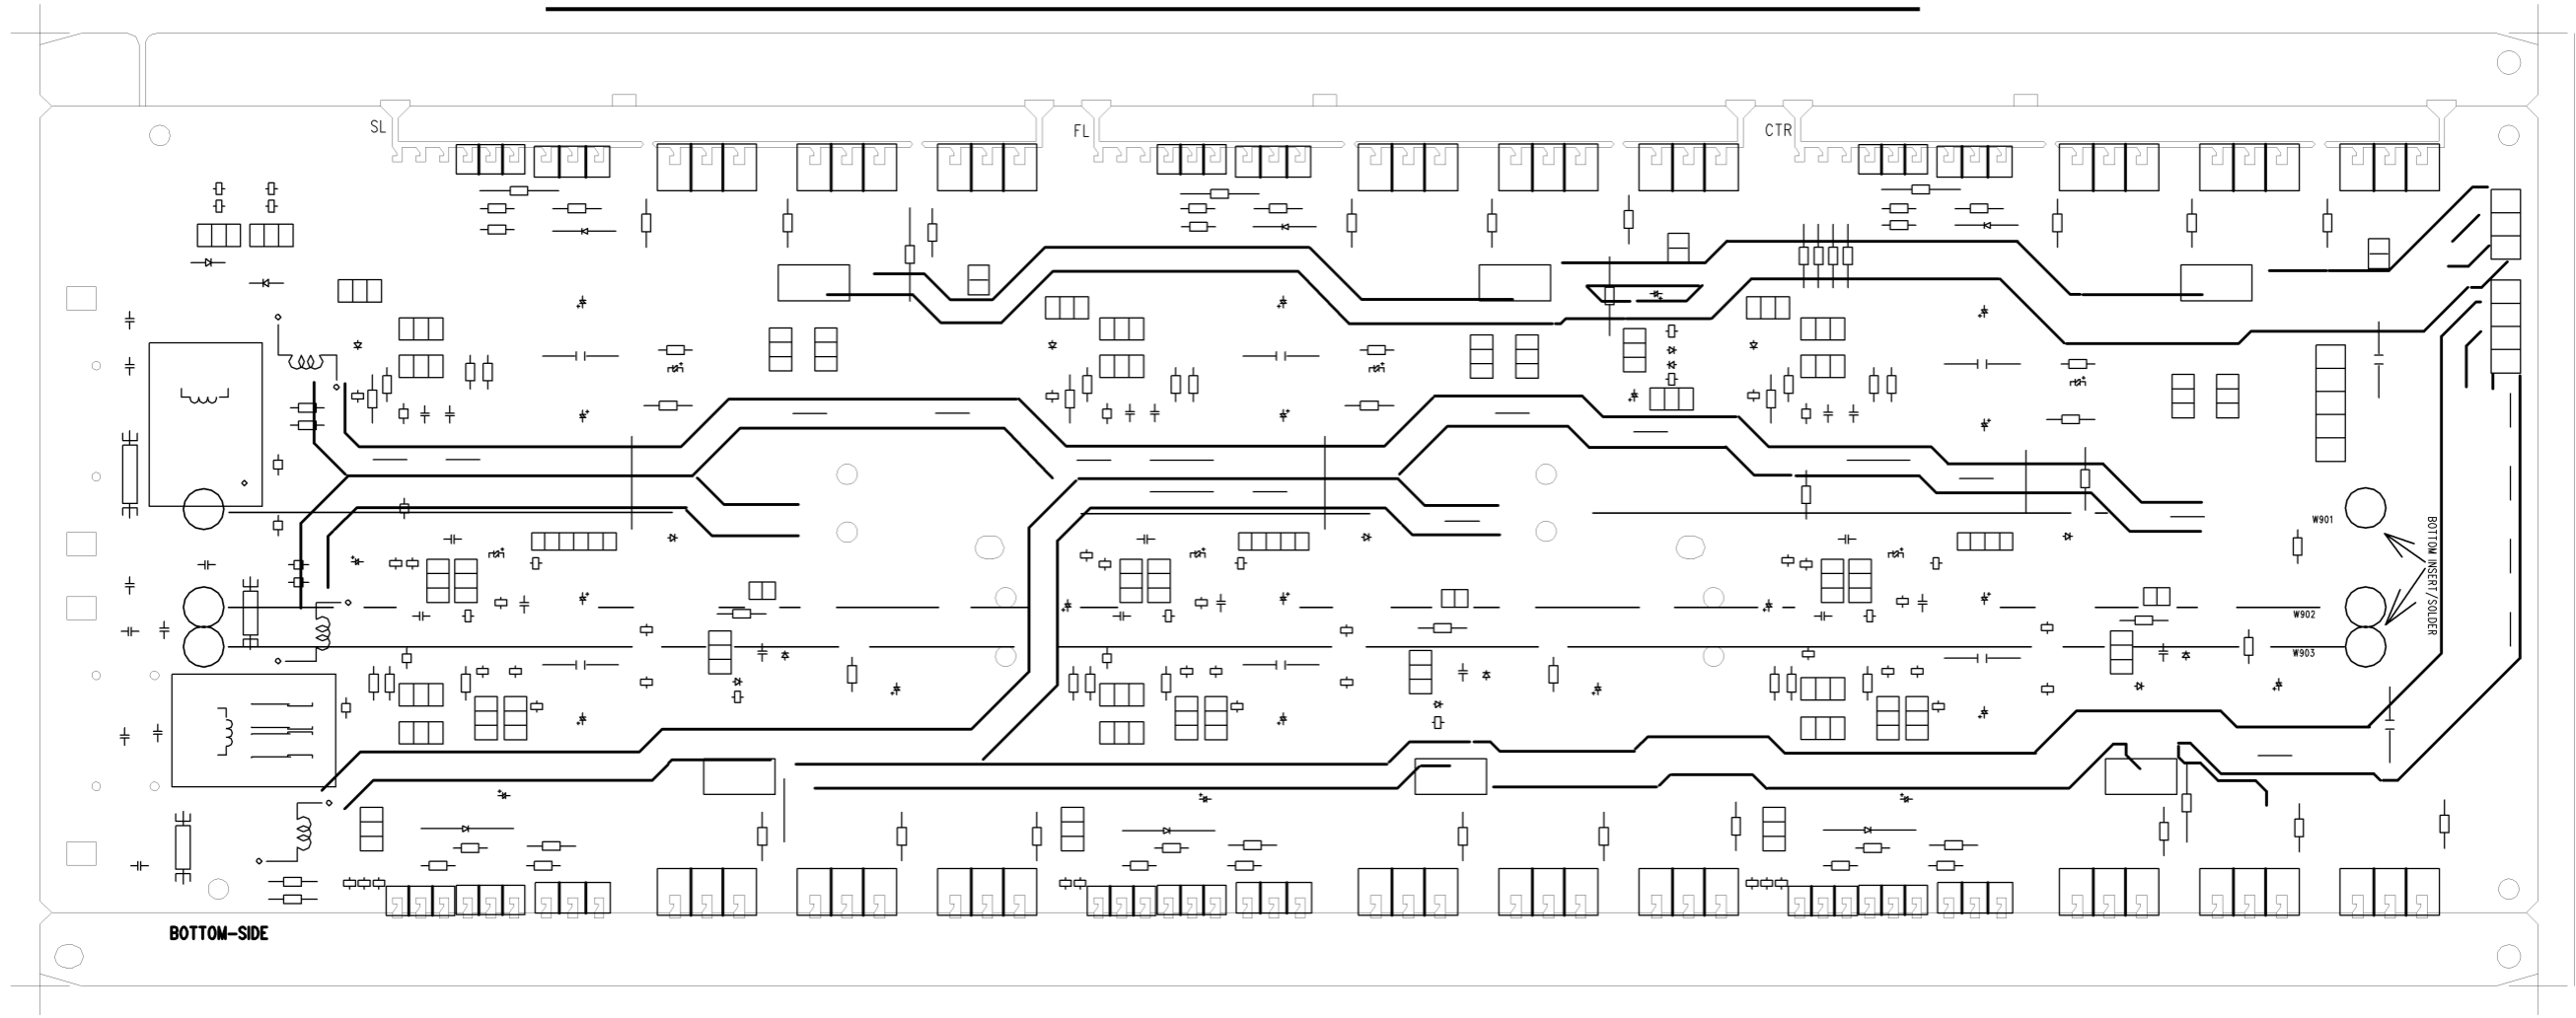 SL
FL
CTR
W901
BOTTOM INSERT/SOLDER
W902
W903
BOTTOM-SIDE